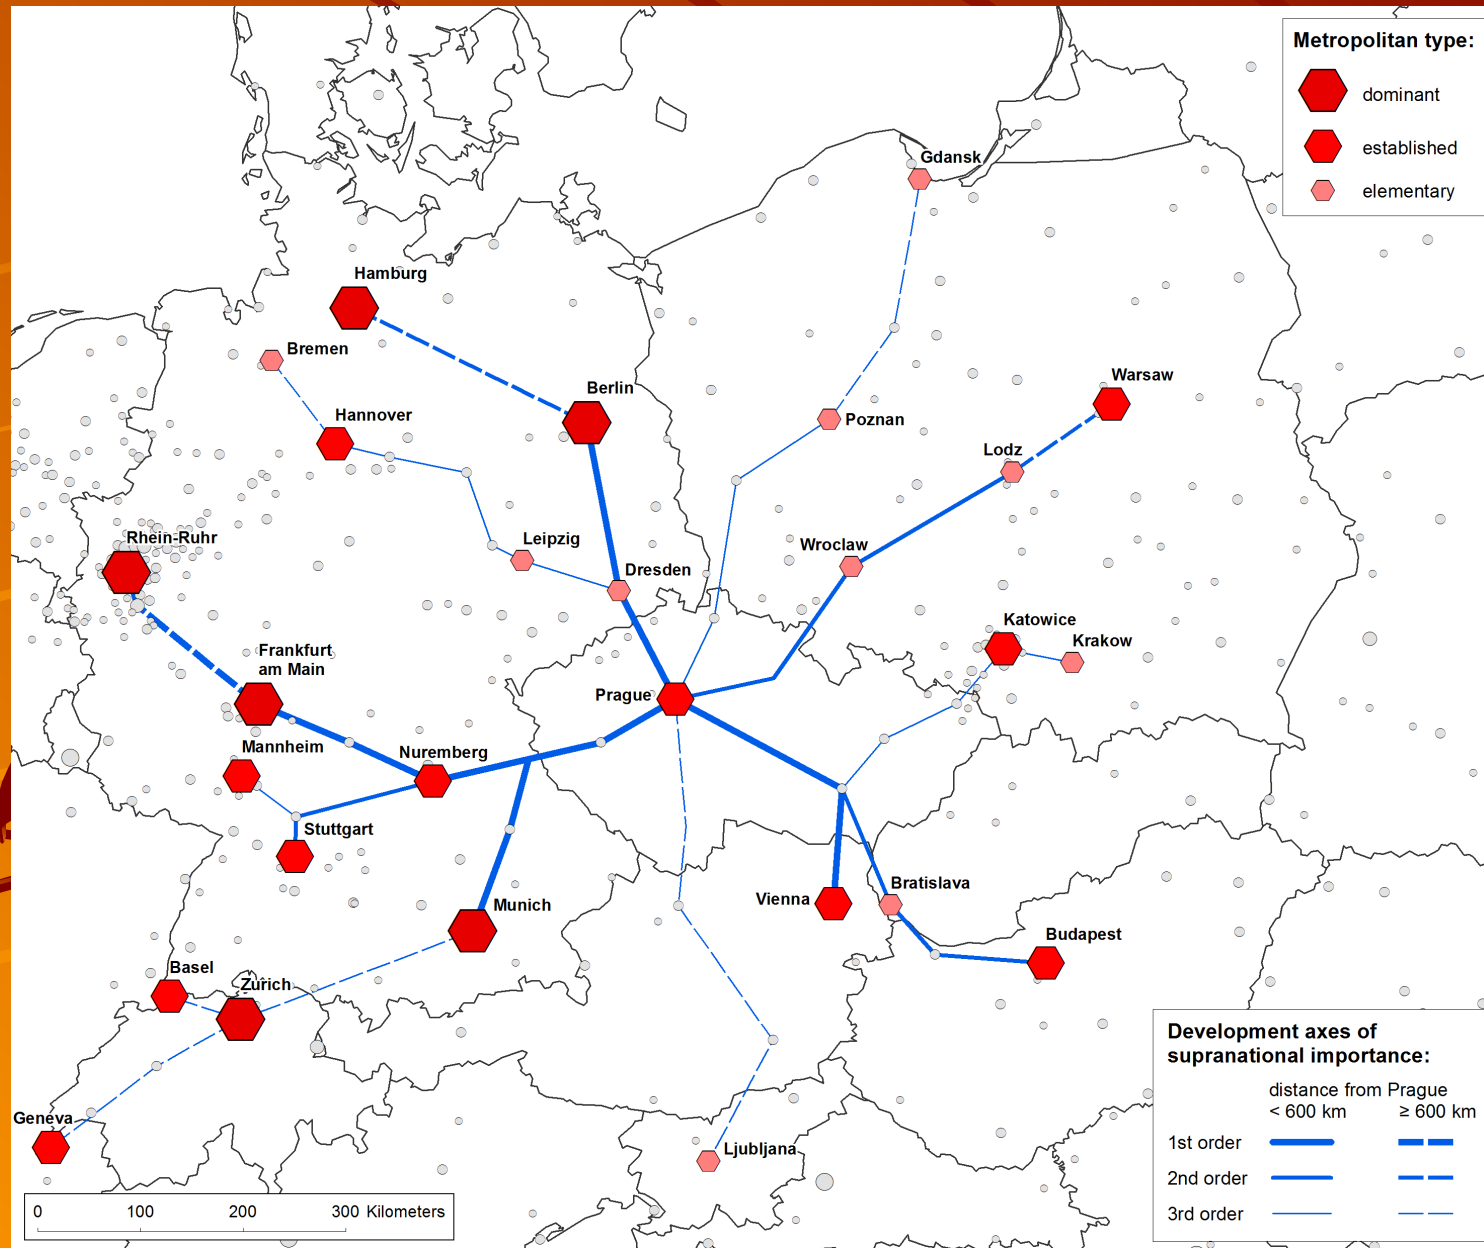 Metropolitan type:
dominant
established
elementary
Gdansk
Hamburg
Bremen
Berlin
Warsaw
Hannover
Poznan
Lodz
Rhein-Ruhr
Leipzig
Wroclaw
Dresden
Katowice
Krakow
Frankfurt
am Main
Prague
Mannheim
Nuremberg
Stuttgart
Vienna
Bratislava
Munich
Budapest
Basel
Zurich
Geneva
Ljubljana
Development axes of
supranational importance:
distance from Prague
< 600 km ≥ 600 km
1st order
2nd order
3rd order
0 100 200 300 Kilometers